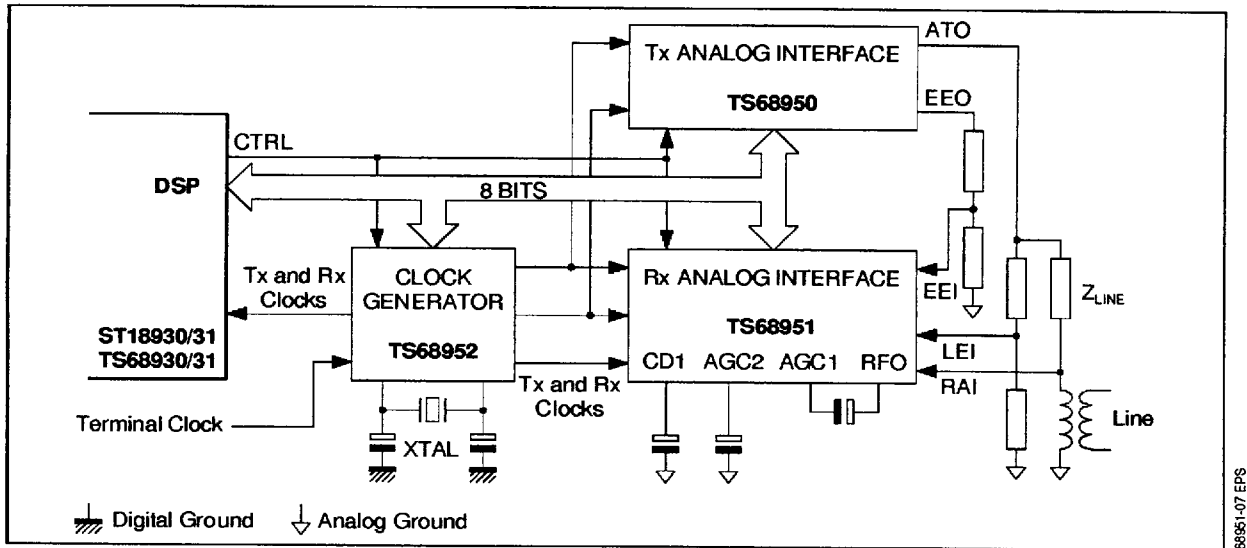 Tx ANALOG INTERFACE
TS68950
ATO
EEO
CTRL
DSP
8 BITS
Tx and Rx
Clocks
CLOCK
GENERATOR
TS68952
Rx ANALOG INTERFACE
TS68951
CD1 AGC2 AGC1 RFO
EEI
ZLINE
LEI
RAI
Line
ST18930/31
TS68930/31
Tx and Rx
Clocks
Terminal Clock
XTAL
Digital Ground
Analog Ground
68951-07 EPS